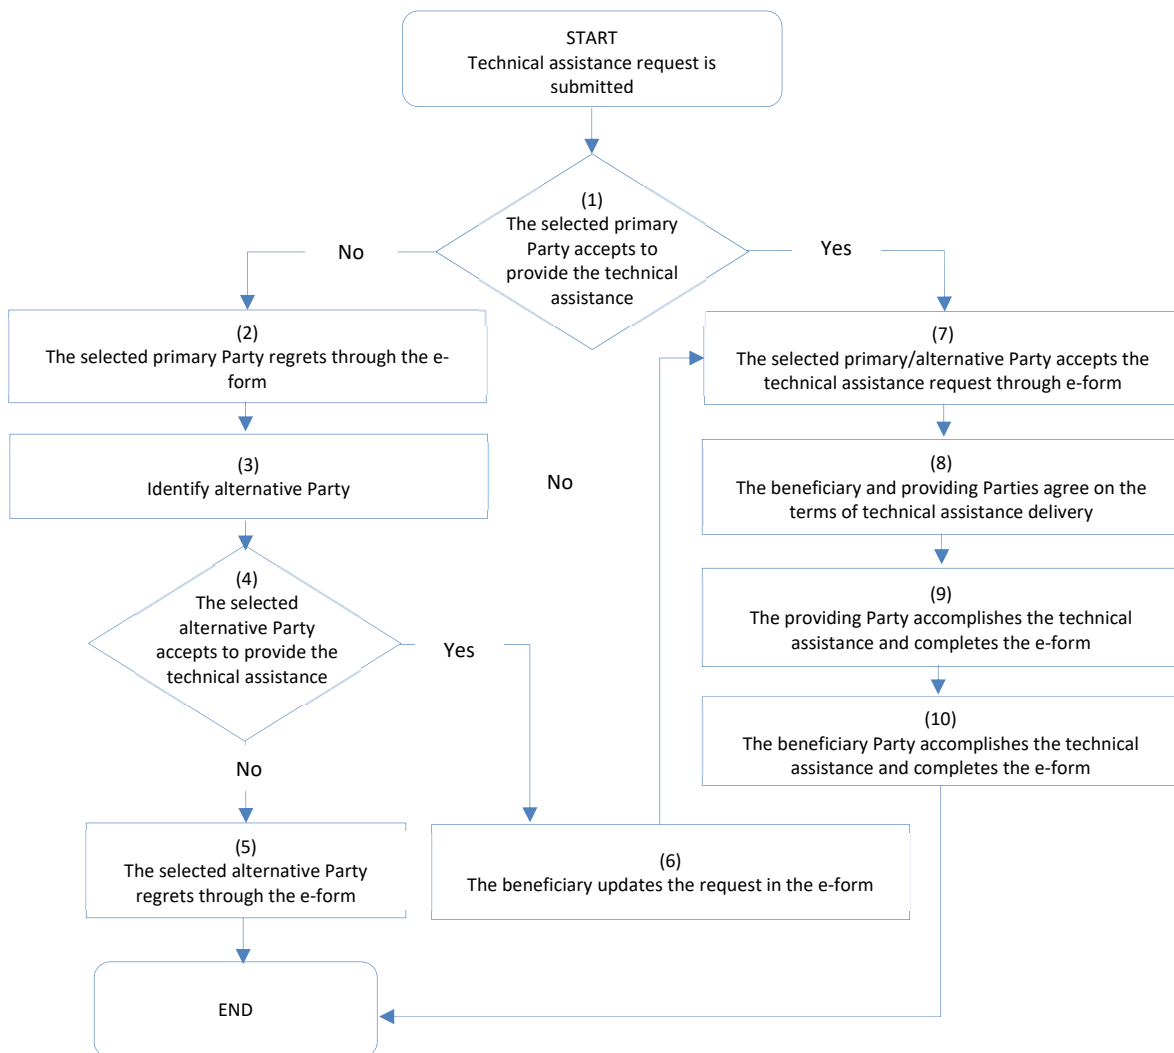 START
Technical assistance request is
submitted
(1)
The selected primary
Party accepts to
provide the technical
assistance
No
Yes
(2)
The selected primary Party regrets through the e-
form
(7)
The selected primary/alternative Party accepts the
technical assistance request through e-form
(3)
Identify alternative Party
No
(8)
The beneficiary and providing Parties agree on the
terms of technical assistance delivery
(4)
The selected
alternative Party
accepts to provide the
technical assistance
Yes
(9)
The providing Party accomplishes the technical
assistance and completes the e-form
(10)
The beneficiary Party accomplishes the technical
assistance and completes the e-form
No
(5)
The selected alternative Party
regrets through the e-form
(6)
The beneficiary updates the request in the e-form
END